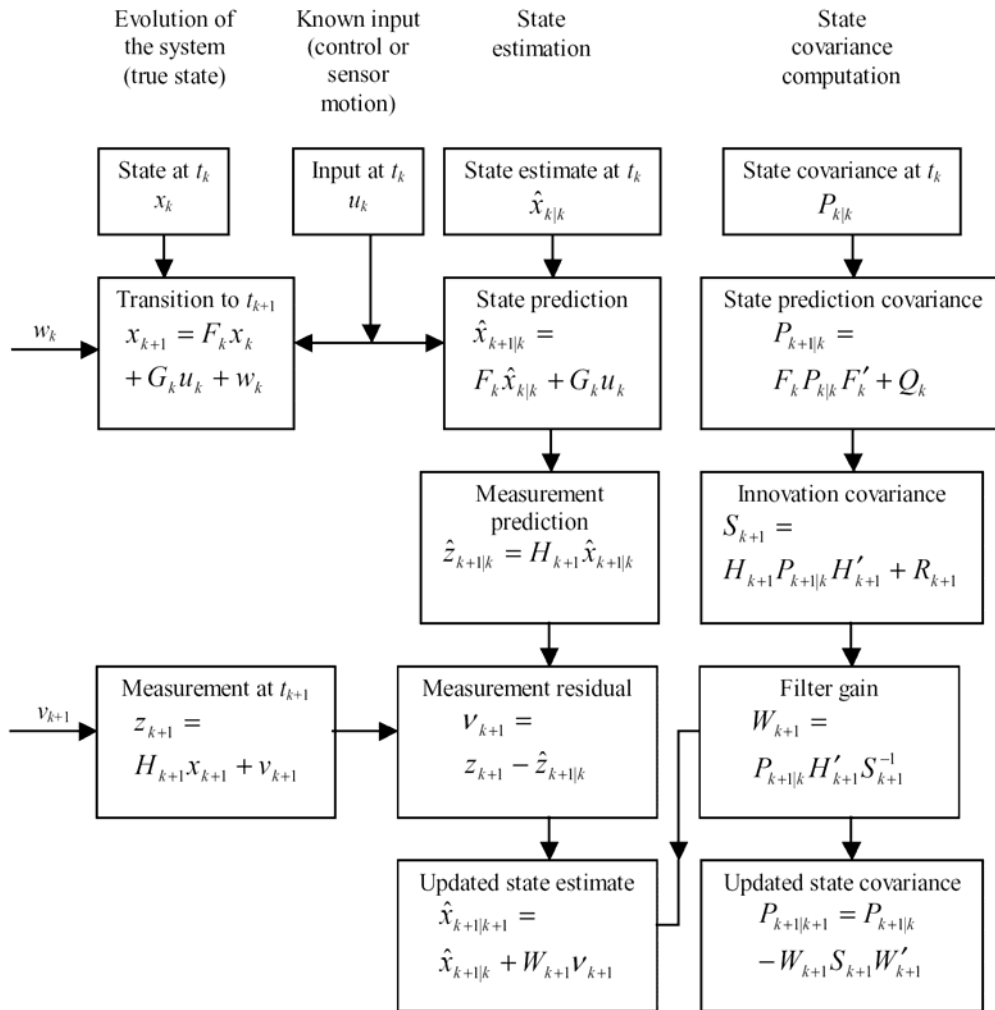 Evolution of
the system
(true state)
Known input
(control or
sensor
motion)
State
estimation
State
covariance
computation
State at t_k
x_k
Input at t_k
u_k
State estimate at t_k
x̂_{k|k}
State covariance at t_k
P_{k|k}
w_k
Transition to t_{k+1}
x_{k+1} = F_k x_k
+ G_k u_k + w_k
State prediction
x̂_{k+1|k} =
F_k x̂_{k|k} + G_k u_k
State prediction covariance
P_{k+1|k} =
F_k P_{k|k} F_k′ + Q_k
Measurement
prediction
ẑ_{k+1|k} = H_{k+1} x̂_{k+1|k}
Innovation covariance
S_{k+1} =
H_{k+1} P_{k+1|k} H′_{k+1} + R_{k+1}
v_{k+1}
Measurement at t_{k+1}
z_{k+1} =
H_{k+1} x_{k+1} + v_{k+1}
Measurement residual
ν_{k+1} =
z_{k+1} − ẑ_{k+1|k}
Filter gain
W_{k+1} =
P_{k+1|k} H′_{k+1} S_{k+1}^{-1}
Updated state estimate
x̂_{k+1|k+1} =
x̂_{k+1|k} + W_{k+1} ν_{k+1}
Updated state covariance
P_{k+1|k+1} = P_{k+1|k}
−W_{k+1} S_{k+1} W′_{k+1}